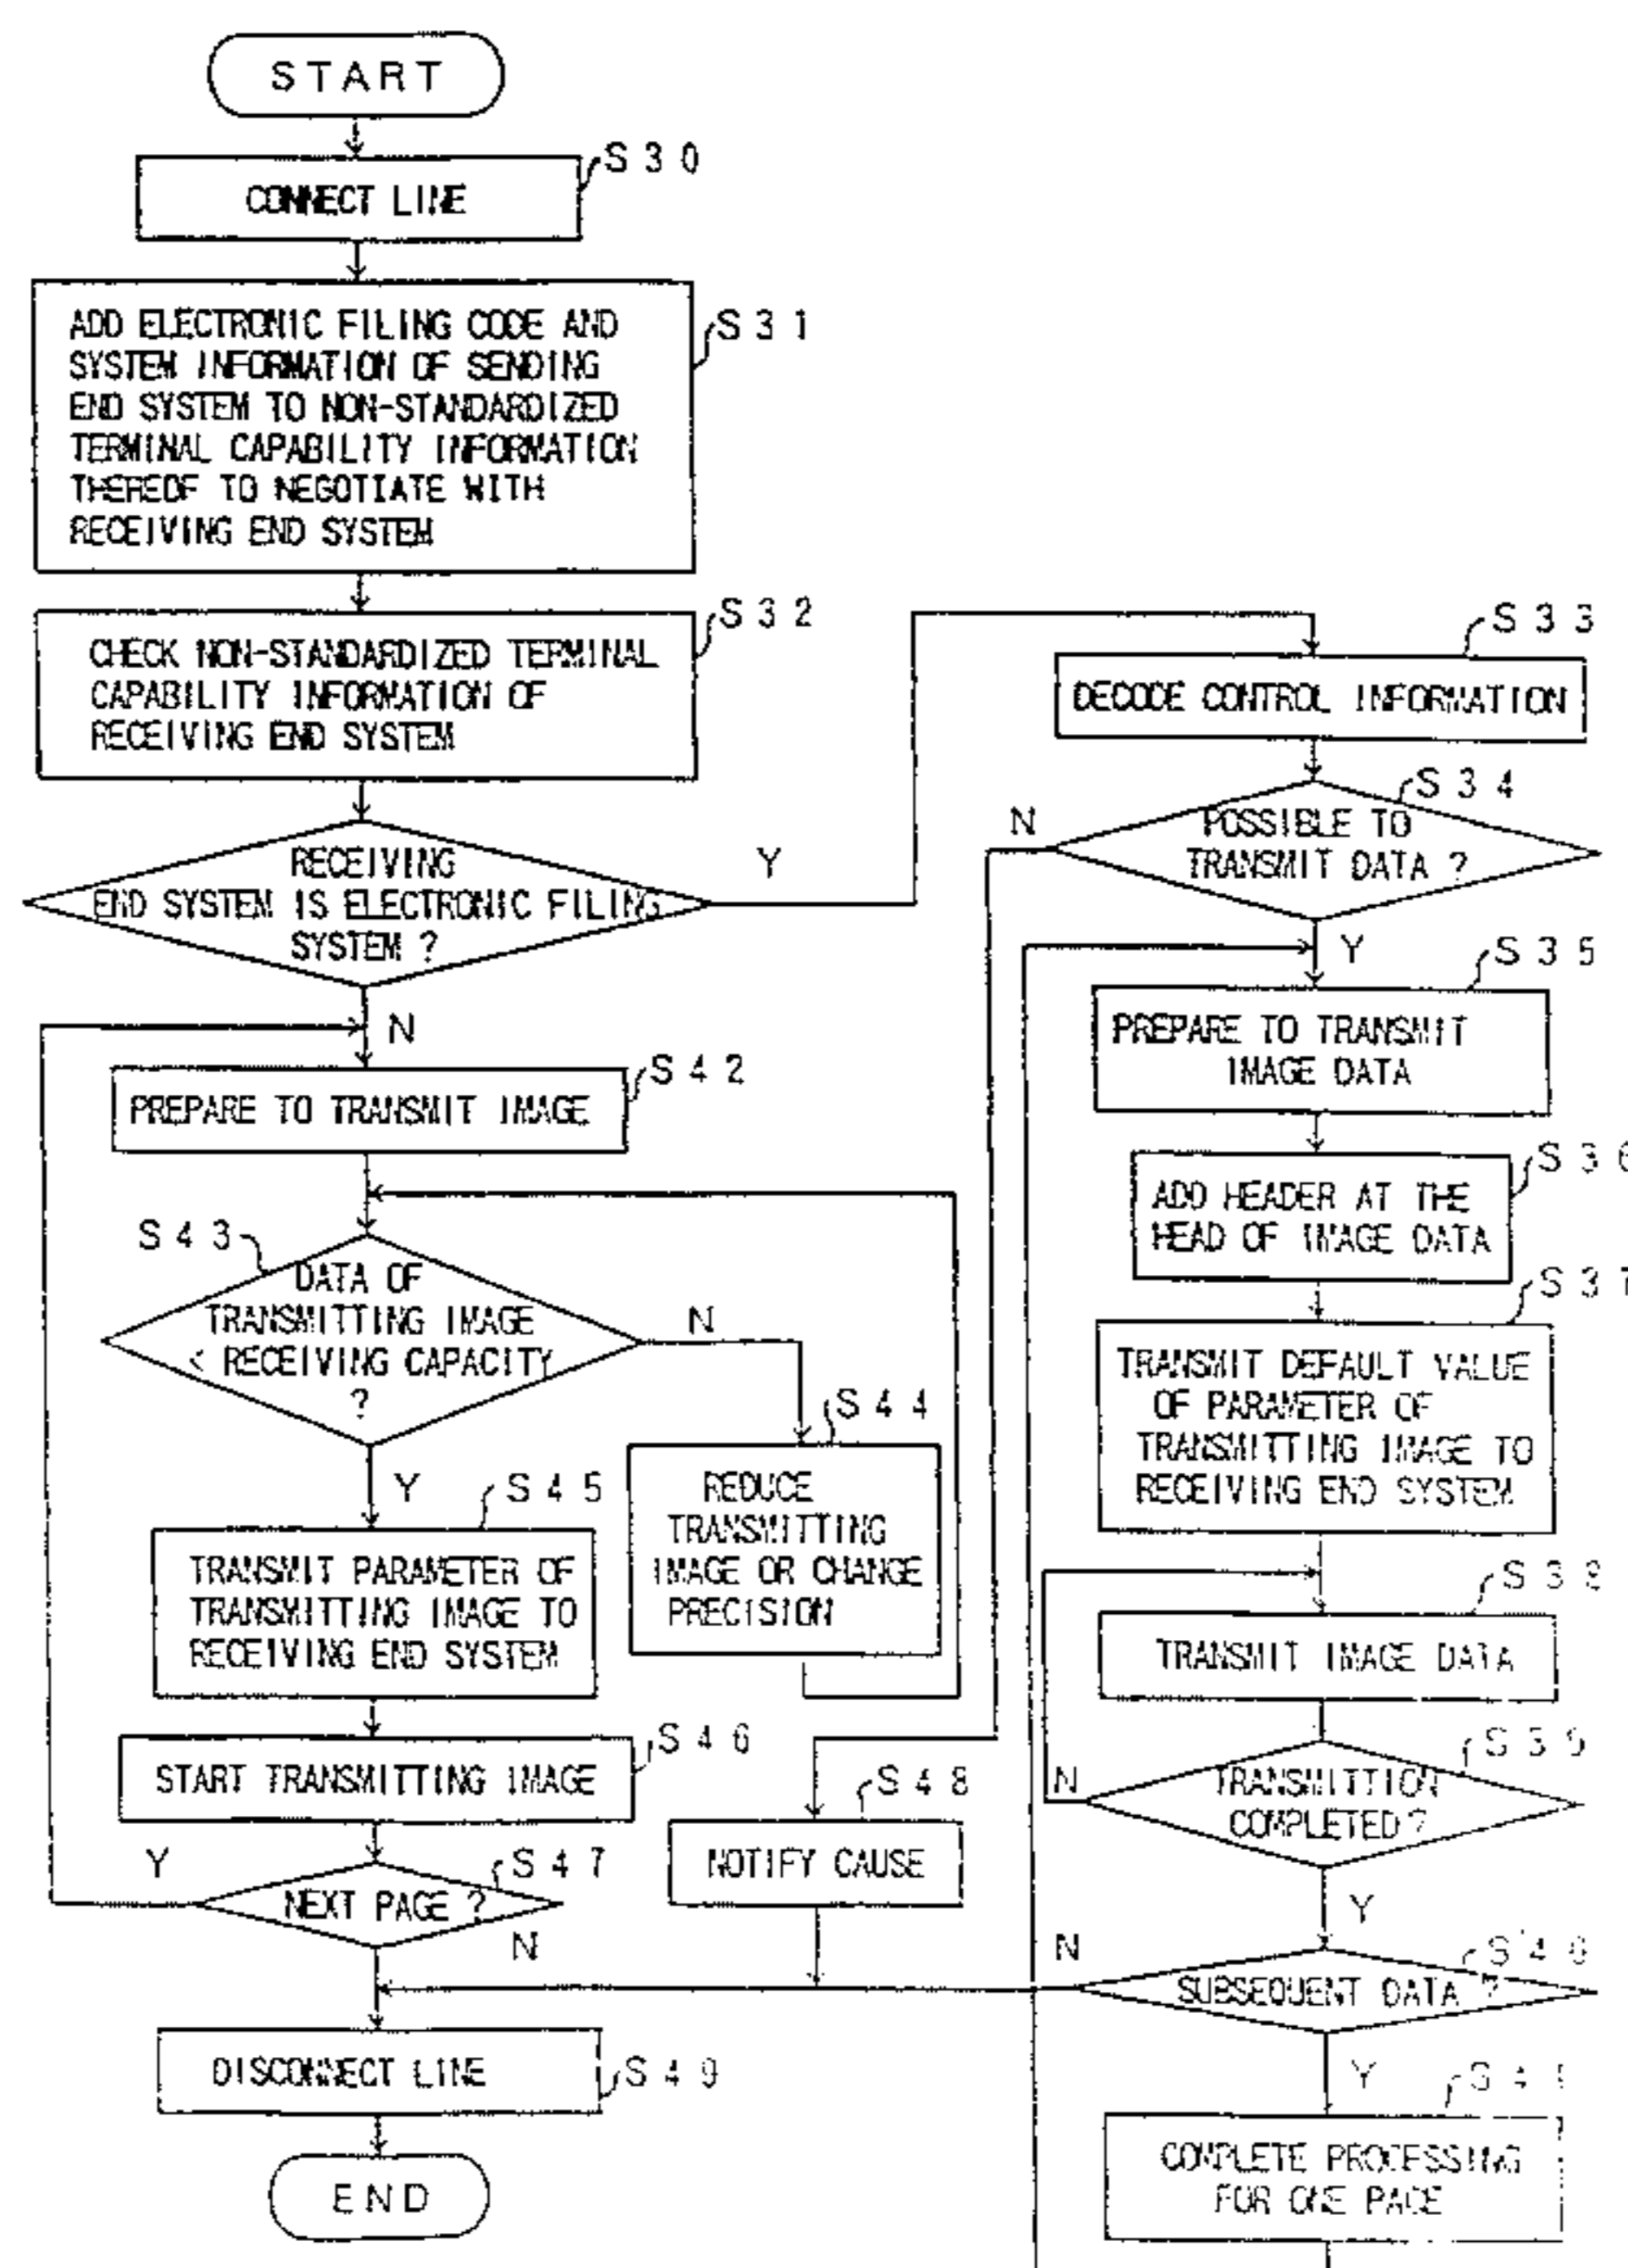 START
S30
CONNECT LINE
S31
ADD ELECTRONIC FILING CODE AND
SYSTEM INFORMATION OF SENDING
END SYSTEM TO NON-STANDARDIZED
TERMINAL CAPABILITY INFORMATION
THEREOF TO NEGOTIATE WITH
RECEIVING END SYSTEM
S32
CHECK NON-STANDARDIZED TERMINAL
CAPABILITY INFORMATION OF
RECEIVING END SYSTEM
RECEIVING
END SYSTEM IS ELECTRONIC FILING
SYSTEM ?
Y
N
S42
PREPARE TO TRANSMIT IMAGE
S43
DATA OF
TRANSMITTING IMAGE
< RECEIVING CAPACITY
?
N
Y
S44
REDUCE
TRANSMITTING
IMAGE OR CHANGE
PRECISION
S45
TRANSMIT PARAMETER OF
TRANSMITTING IMAGE TO
RECEIVING END SYSTEM
S46
START TRANSMITTING IMAGE
S47
NEXT PAGE ?
Y
N
S48
NOTIFY CAUSE
S49
DISCONNECT LINE
END
S33
DECODE CONTROL INFORMATION
S34
POSSIBLE TO
TRANSMIT DATA ?
N
Y
S35
PREPARE TO TRANSMIT
IMAGE DATA
S36
ADD HEADER AT THE
HEAD OF IMAGE DATA
S37
TRANSMIT DEFAULT VALUE
OF PARAMETER OF
TRANSMITTING IMAGE TO
RECEIVING END SYSTEM
S38
TRANSMIT IMAGE DATA
S39
TRANSMITTION
COMPLETED ?
N
Y
S40
SUBSEQUENT DATA ?
N
Y
S41
COMPLETE PROCESSING
FOR ONE PAGE